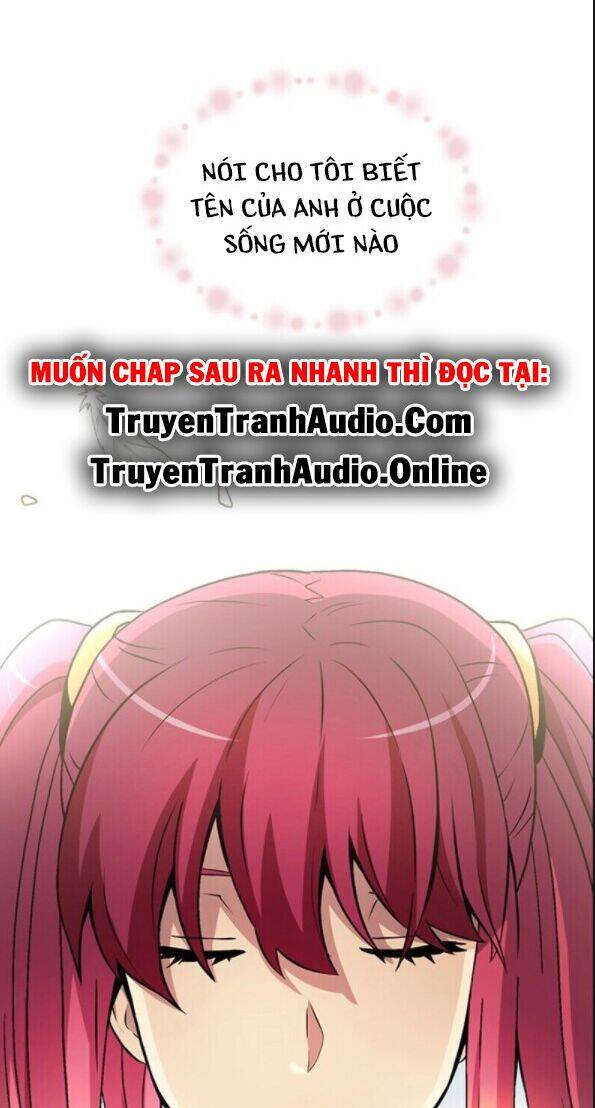 NÓI CHO TÔI BIẾT
TÊN CỦA ANH Ở CUỘC
SỐNG MỚI NÀO
MUỐN CHAP SAU RA NHANH THÌ ĐỌC TẠI:
TruyenTranhAudio.Com
TruyenTranhAudio.Online